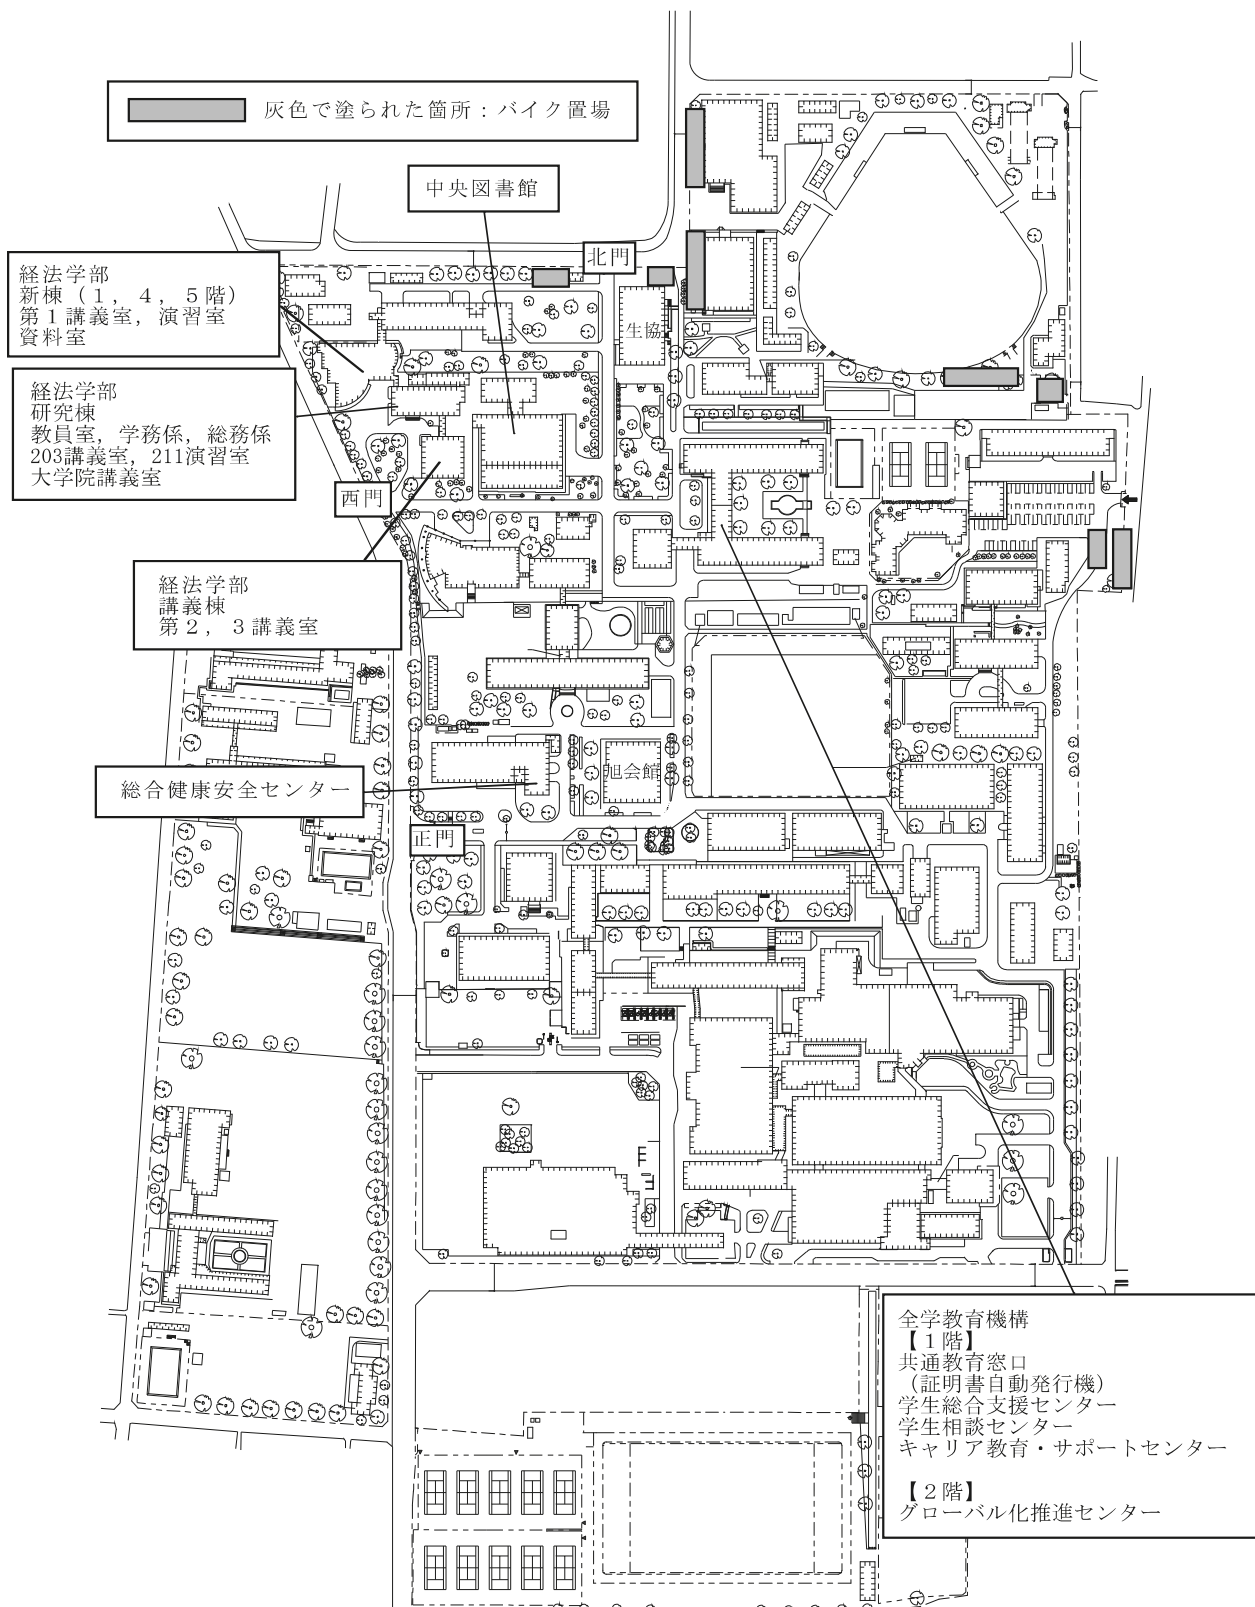 灰色で塗られた箇所：バイク置場
中央図書館
北門
経法学部
新棟（１，４，５階）
第１講義室，演習室
資料室
生協
経法学部
研究棟
教員室，学務係，総務係
203講義室，211演習室
大学院講義室
西門
経法学部
講義棟
第２，３講義室
旭会館
総合健康安全センター
正門
全学教育機構
【１階】
共通教育窓口
（証明書自動発行機）
学生総合支援センター
学生相談センター
キャリア教育・サポートセンター
【２階】
グローバル化推進センター